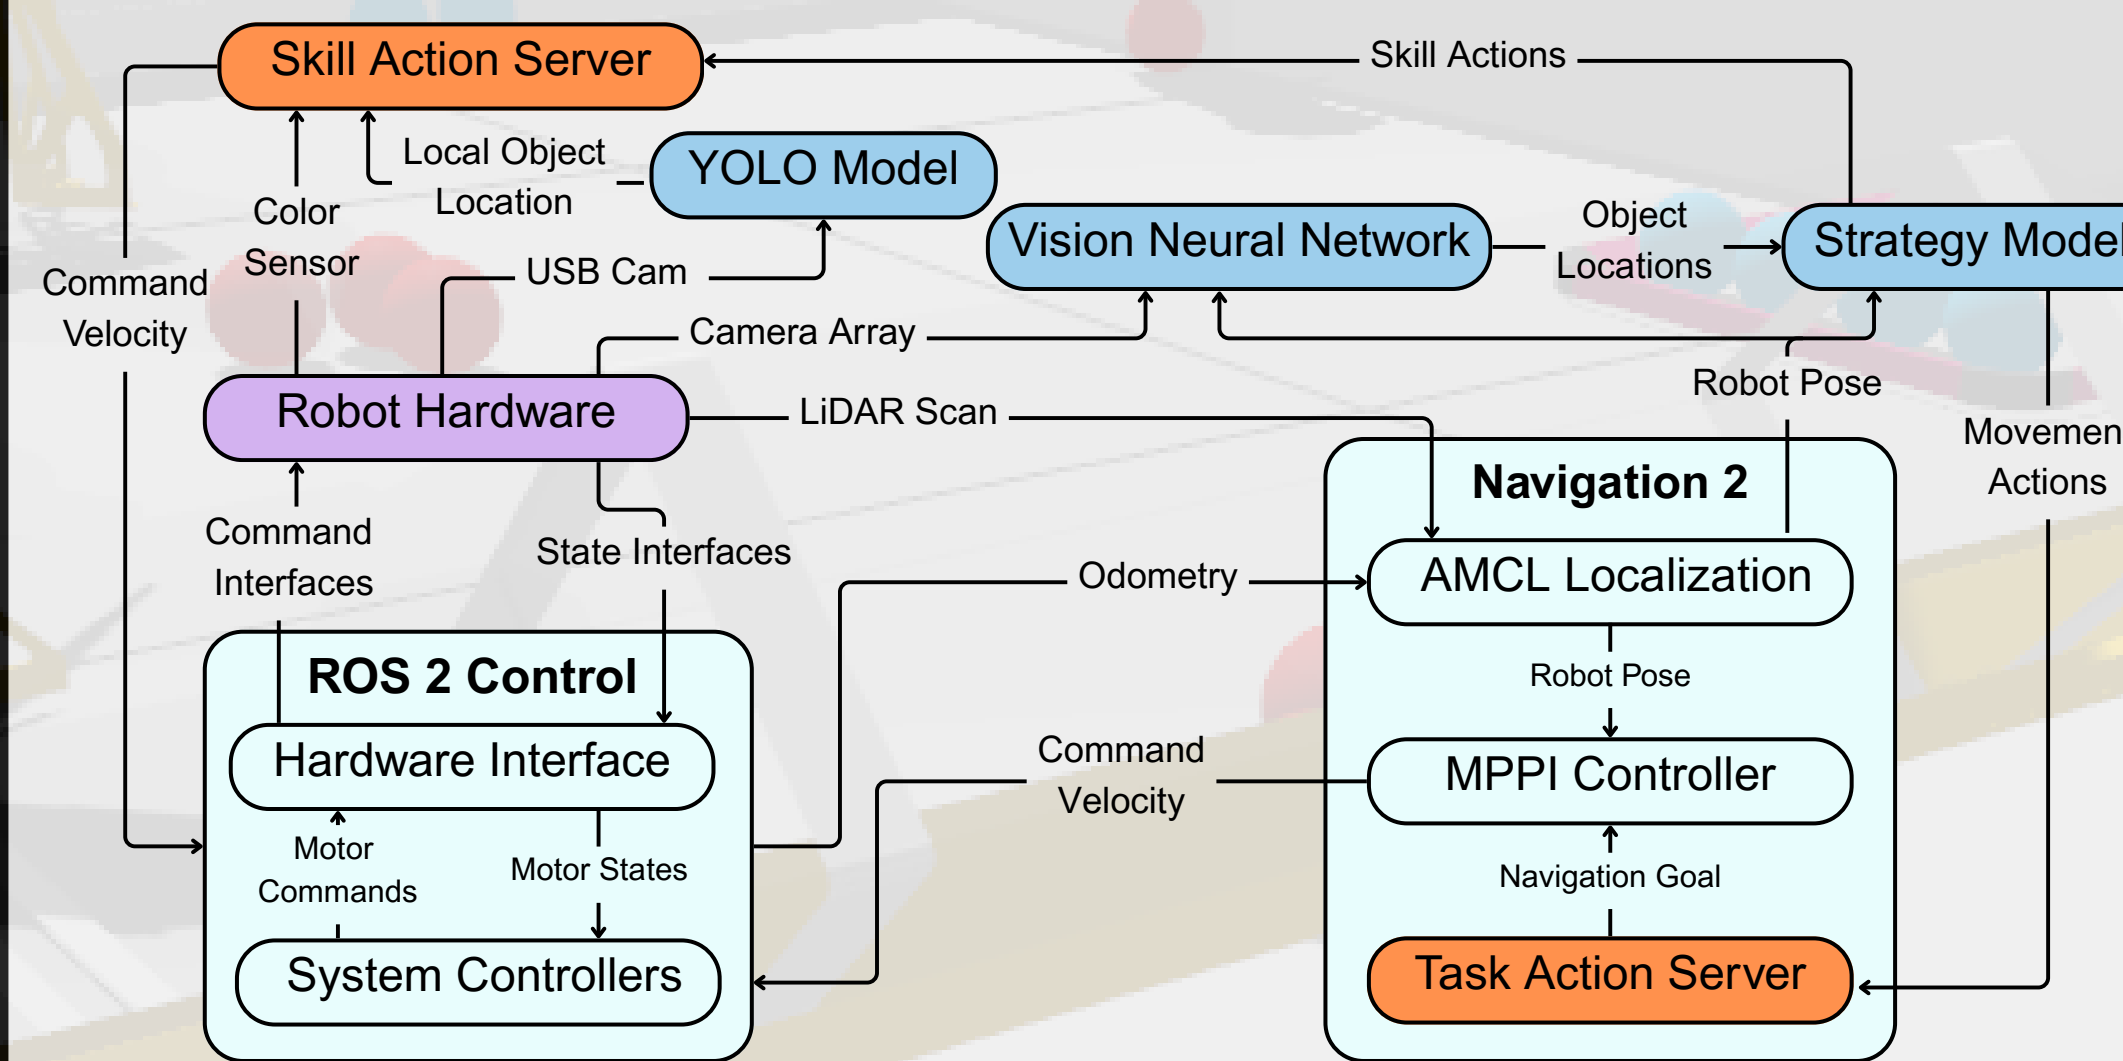 Skill Action Server
Skill Actions
Local Object
Location
YOLO Model
Color
Sensor
USB Cam
Vision Neural Network
Object
Locations
Strategy Model
Command
Velocity
Camera Array
Robot Pose
Robot Hardware
LiDAR Scan
Movemen
Actions
Navigation 2
Command
Interfaces
State Interfaces
Odometry
AMCL Localization
Robot Pose
ROS 2 Control
Hardware Interface
Command
Velocity
MPPI Controller
Motor
Commands
Motor States
Navigation Goal
System Controllers
Task Action Server